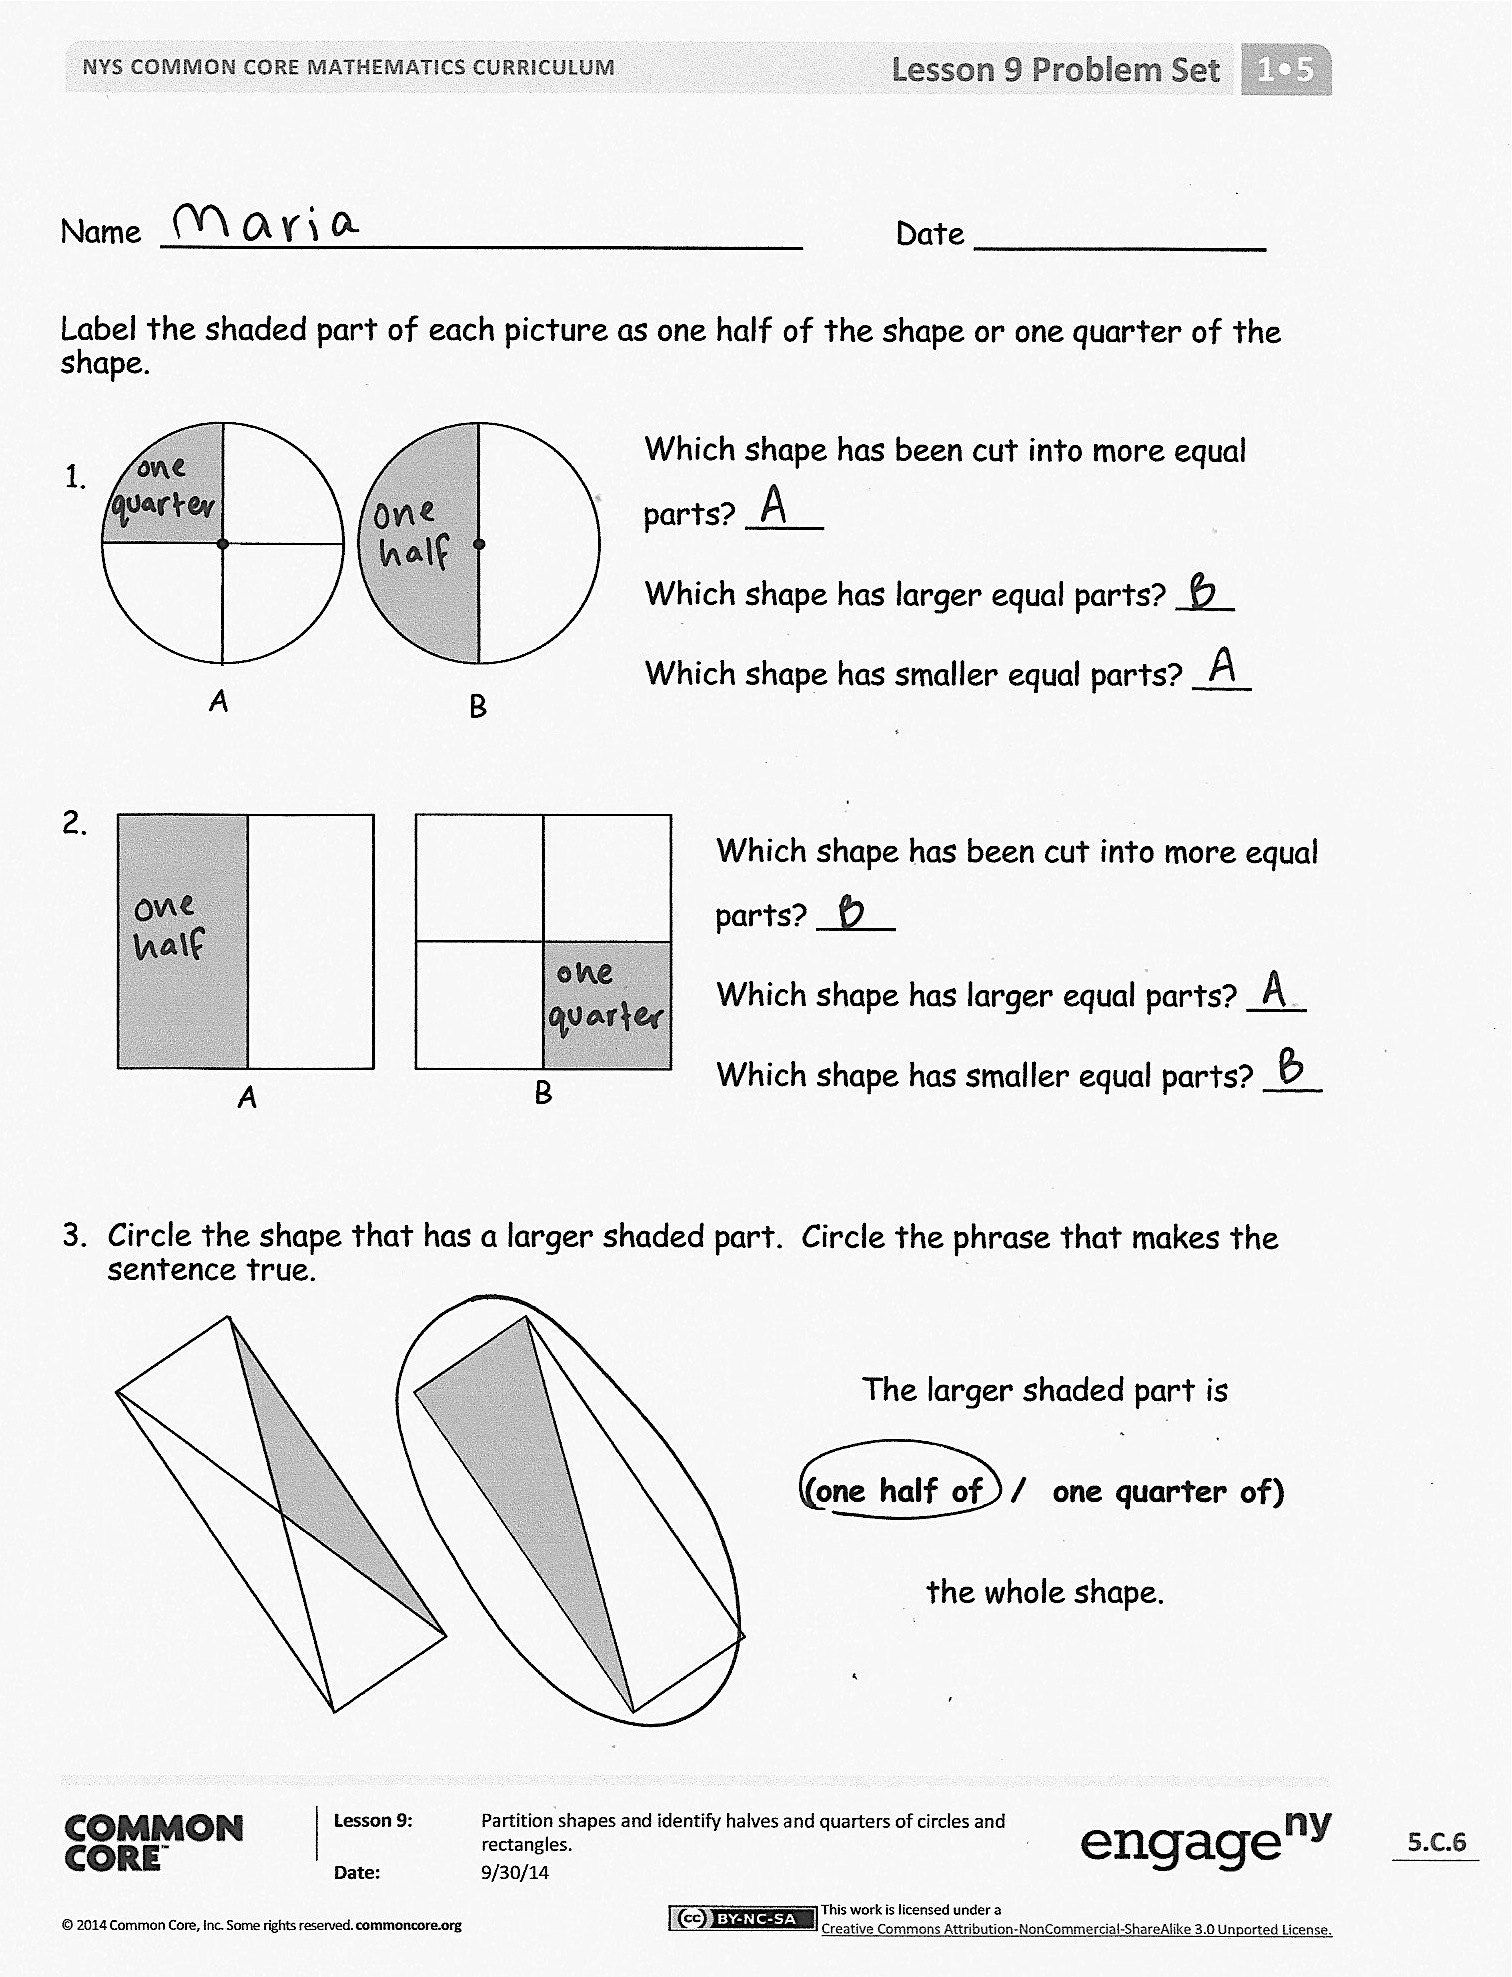 NYS COMMON CORE MATHEMATICS CURRICULUM
Lesson 9 Problem Set 1•5
Name Maria
Date
Label the shaded part of each picture as one half of the shape or one quarter of the
shape.
1.
one
quarter
one
half
A
B
Which shape has been cut into more equal
parts? A
Which shape has larger equal parts? B
Which shape has smaller equal parts? A
2.
one
half
one
quarter
A
B
Which shape has been cut into more equal
parts? B
Which shape has larger equal parts? A
Which shape has smaller equal parts? B
3. Circle the shape that has a larger shaded part. Circle the phrase that makes the
sentence true.
The larger shaded part is
(one half of / one quarter of)
the whole shape.
COMMON
CORE™
Lesson 9:
Partition shapes and identify halves and quarters of circles and
rectangles.
Date:
9/30/14
engageny
5.C.6
© 2014 Common Core, Inc. Some rights reserved. commoncore.org
cc BY-NC-SA
This work is licensed under a
Creative Commons Attribution-NonCommercial-ShareAlike 3.0 Unported License.